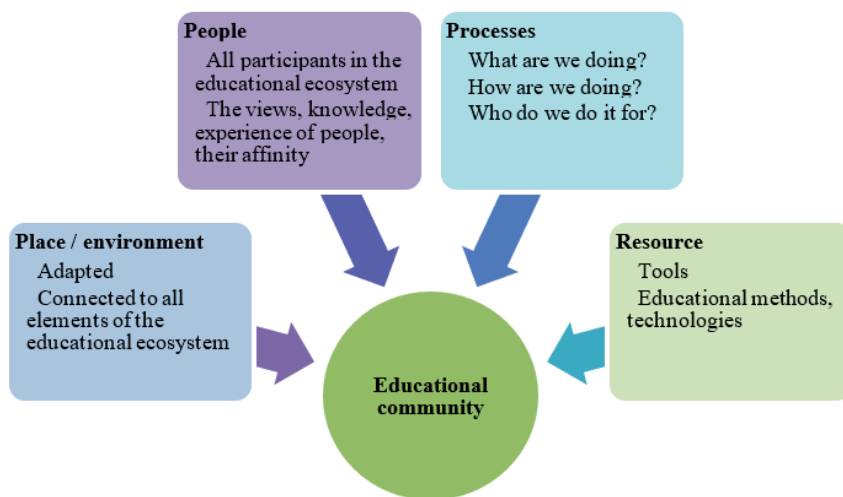 People
All participants in the
educational ecosystem
The views, knowledge,
experience of people,
their affinity
Processes
What are we doing?
How are we doing?
Who do we do it for?
Place / environment
Adapted
Connected to all
elements of the
educational ecosystem
Resource
Tools
Educational methods,
technologies
Educational
community